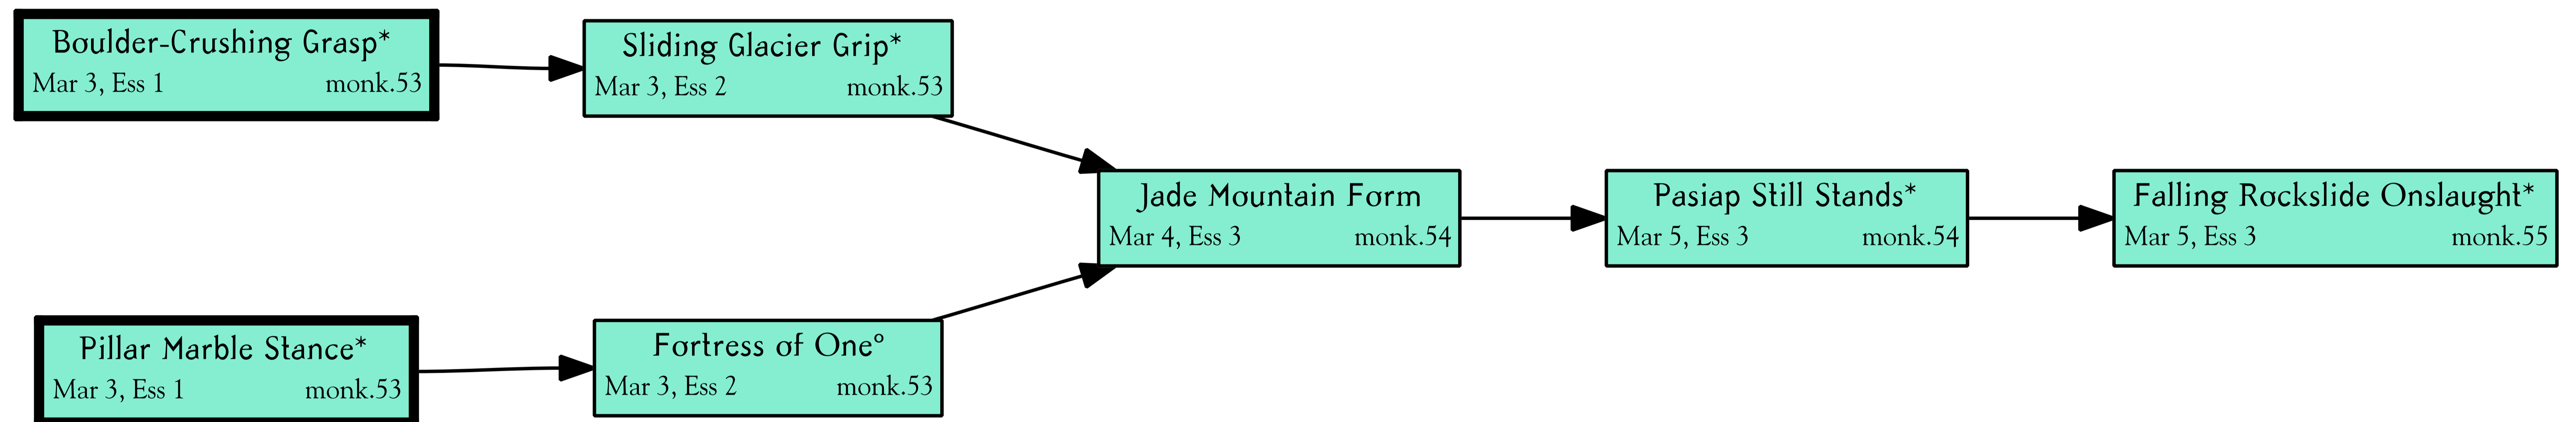 Boulder-Crushing Grasp*
Mar 3, Ess 1 monk.53
Sliding Glacier Grip*
Mar 3, Ess 2 monk.53
Pillar Marble Stance*
Mar 3, Ess 1 monk.53
Fortress of One°
Mar 3, Ess 2 monk.53
Jade Mountain Form
Mar 4, Ess 3 monk.54
Pasiap Still Stands*
Mar 5, Ess 3 monk.54
Falling Rockslide Onslaught*
Mar 5, Ess 3 monk.55